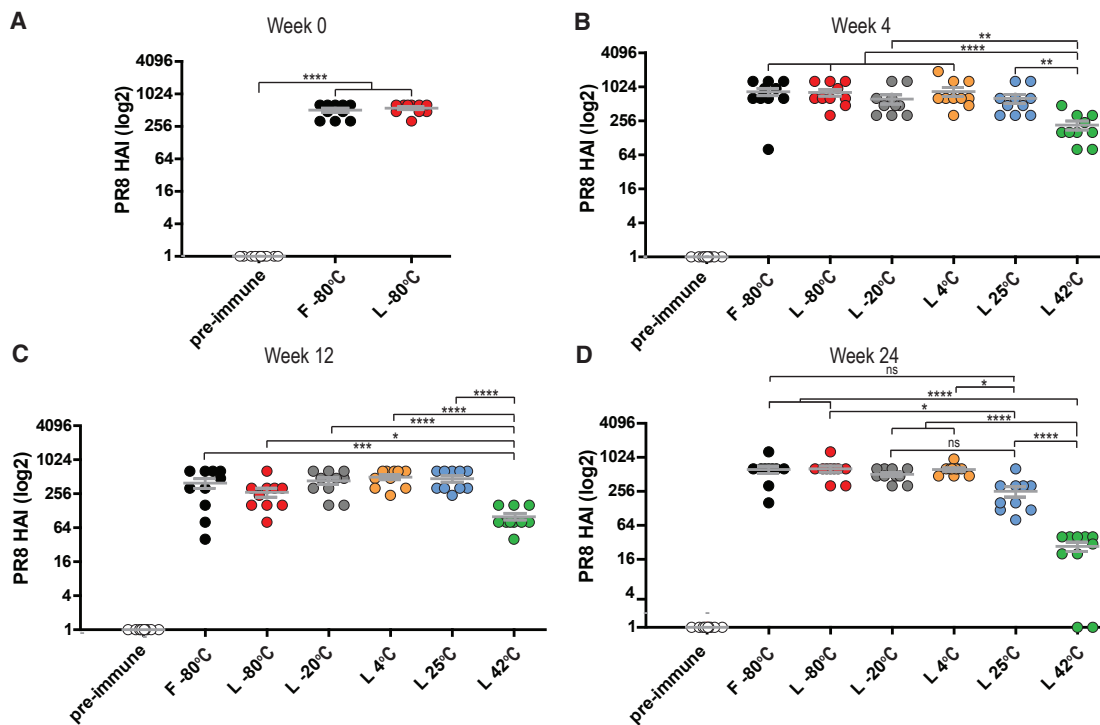 A
Week 0
PR8 HAI (log2)
4096
1024
256
64
16
4
1
****
pre-immune
F -80°C
L -80°C
B
Week 4
PR8 HAI (log2)
4096
1024
256
64
16
4
1
**
****
**
pre-immune
F -80°C
L -80°C
L -20°C
L 4°C
L 25°C
L 42°C
C
Week 12
PR8 HAI (log2)
4096
1024
256
64
16
4
1
****
****
****
*
***
pre-immune
F -80°C
L -80°C
L -20°C
L 4°C
L 25°C
L 42°C
D
Week 24
PR8 HAI (log2)
4096
1024
256
64
16
4
1
ns
*
****
*
****
ns
****
pre-immune
F -80°C
L -80°C
L -20°C
L 4°C
L 25°C
L 42°C